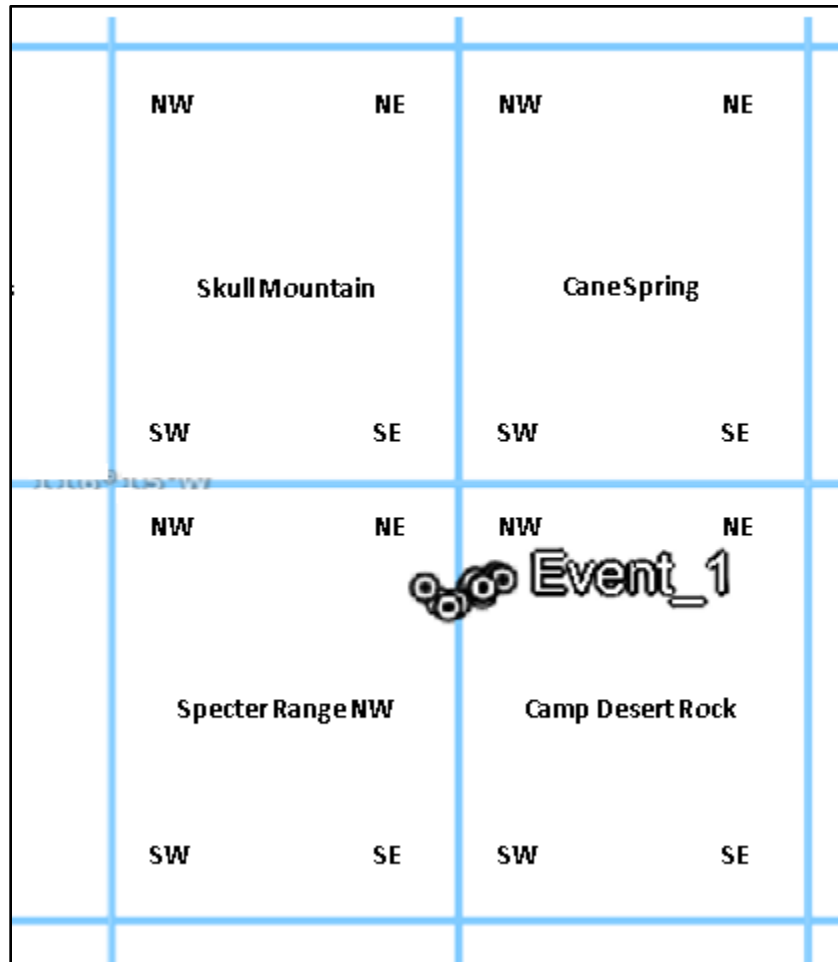 NW NE NW NE
Skull Mountain Cane Spring
SW SE SW SE
NW NE NW NE
Event_1
Specter Range NW Camp Desert Rock
SW SE SW SE